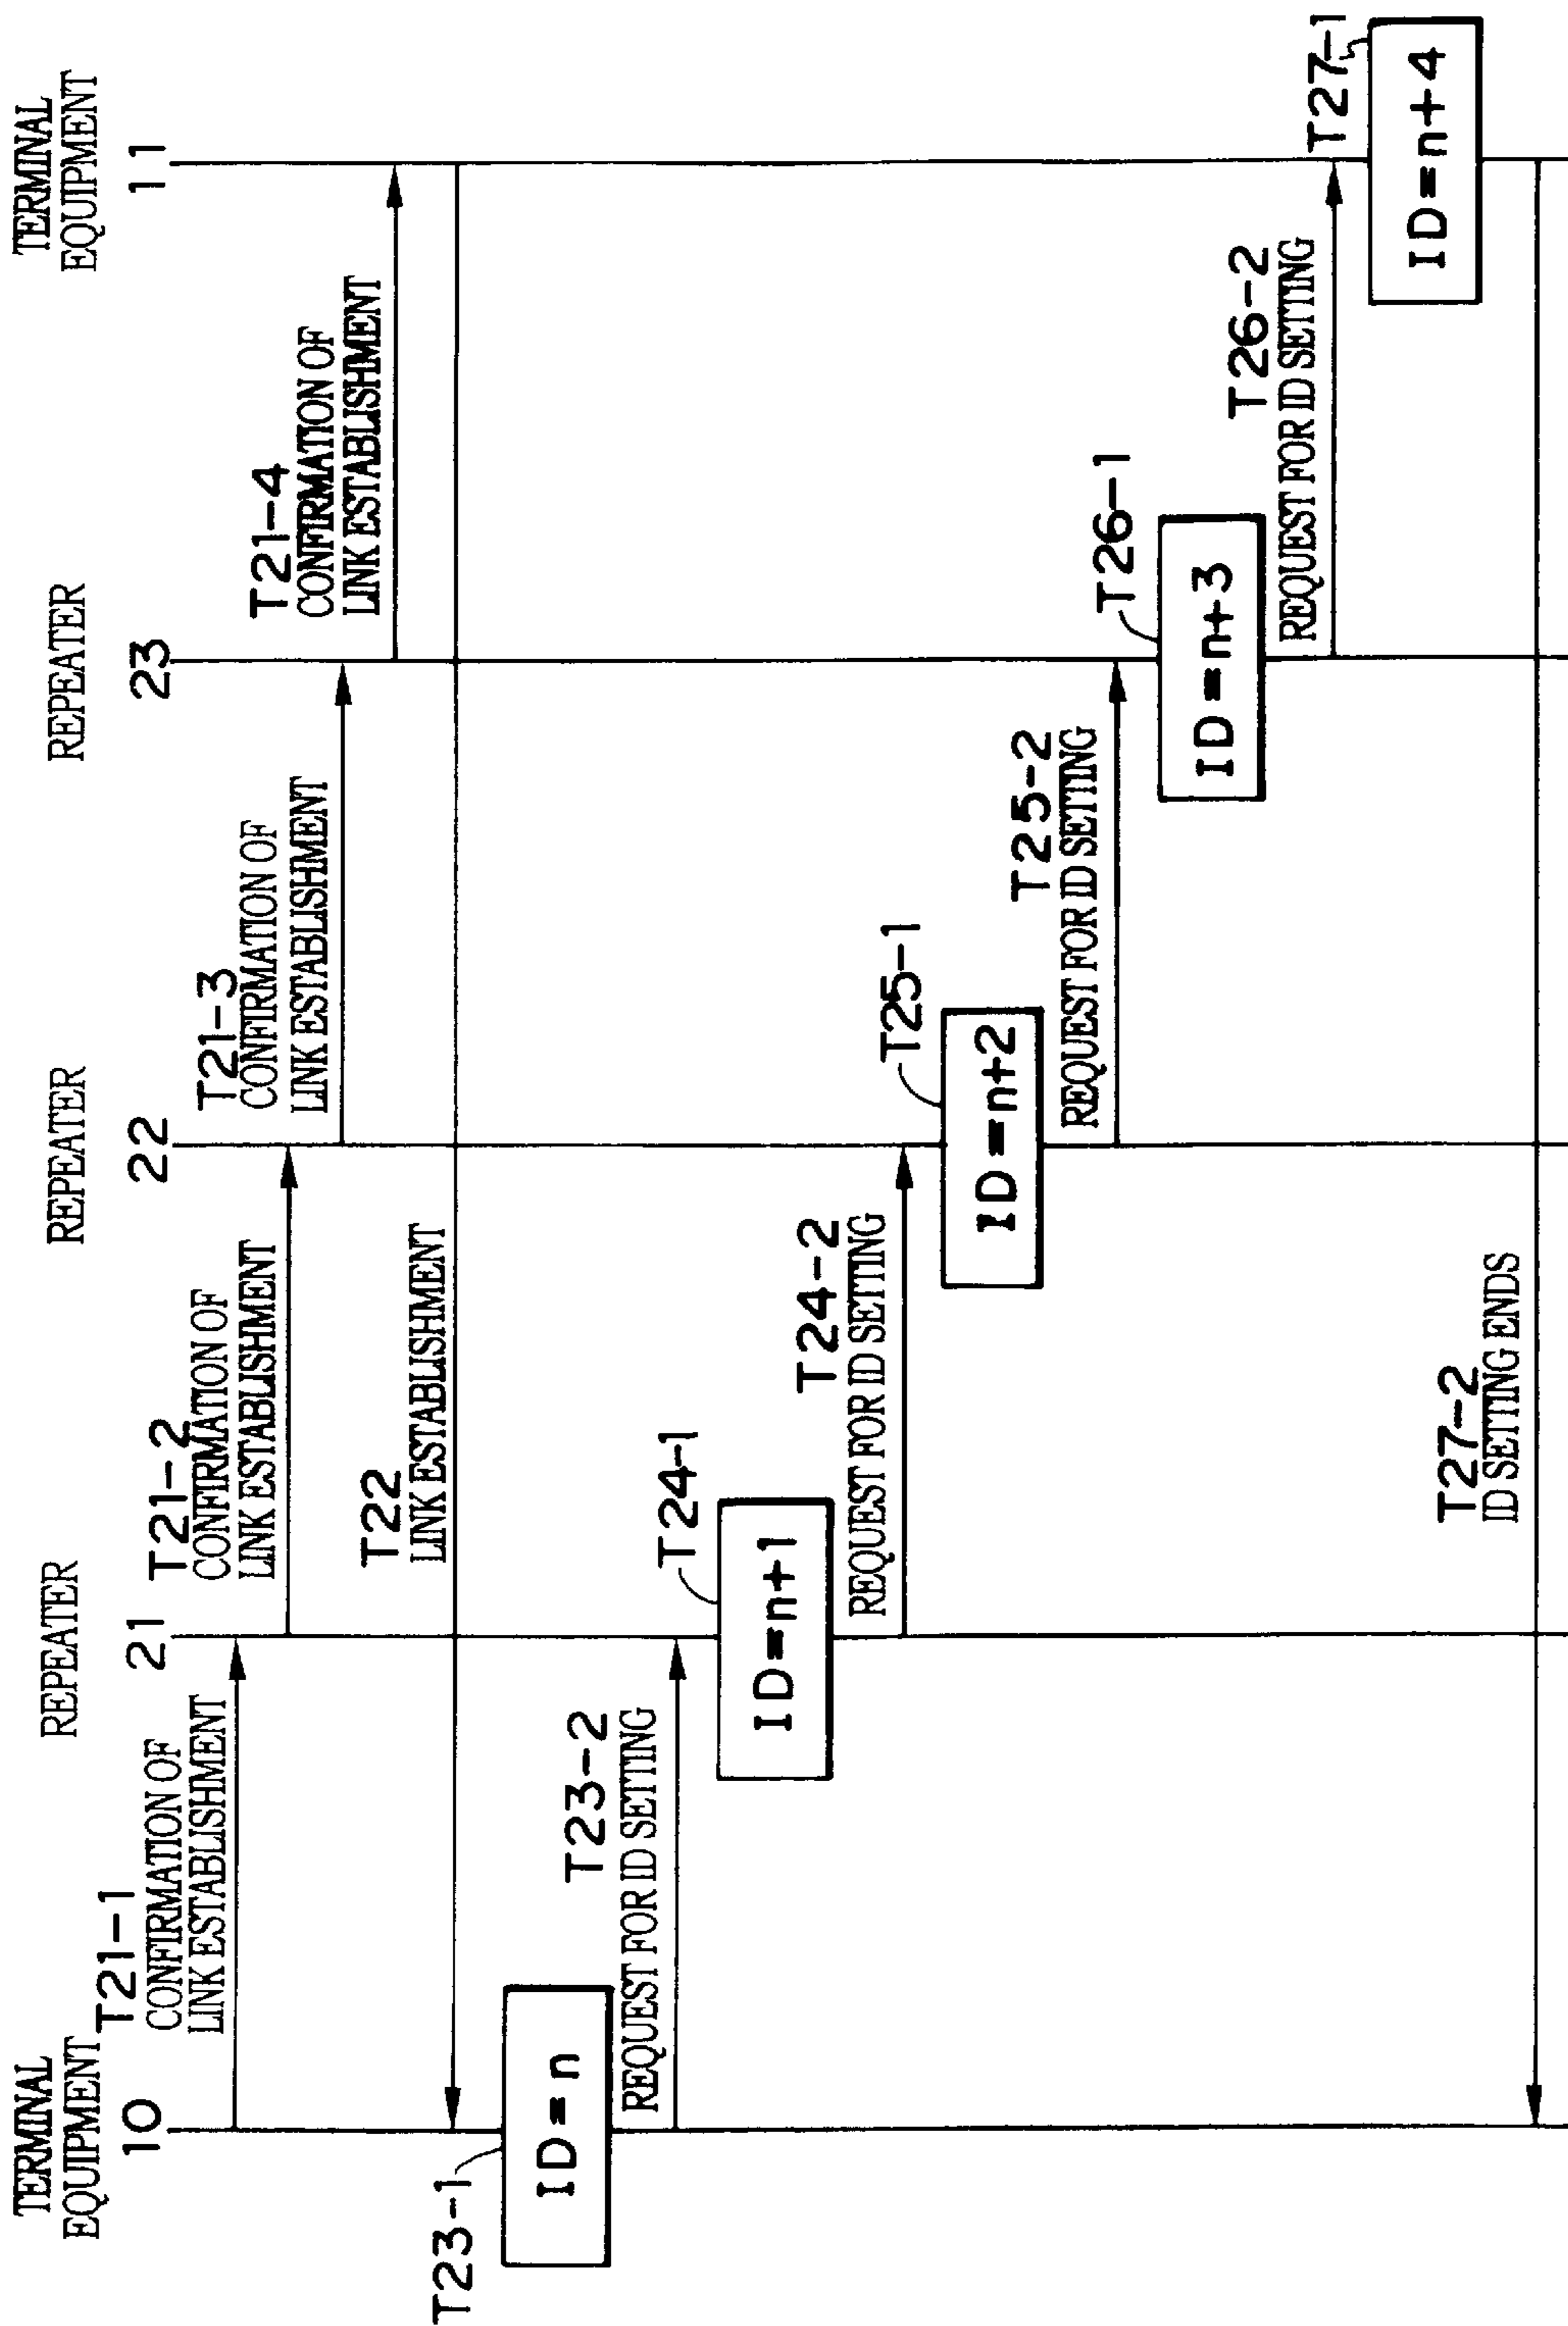 TERMINAL
EQUIPMENT
10
REPEATER
21
REPEATER
22
REPEATER
23
TERMINAL
EQUIPMENT
11
T21-1
CONFIRMATION OF
LINK ESTABLISHMENT
T21-2
CONFIRMATION OF
LINK ESTABLISHMENT
T21-3
CONFIRMATION OF
LINK ESTABLISHMENT
T21-4
CONFIRMATION OF
LINK ESTABLISHMENT
T22
LINK ESTABLISHMENT
T23-1
ID=n
T23-2
REQUEST FOR ID SETTING
T24-1
ID=n+1
T24-2
REQUEST FOR ID SETTING
T25-1
ID=n+2
T25-2
REQUEST FOR ID SETTING
T26-1
ID=n+3
T26-2
REQUEST FOR ID SETTING
T27-1
ID=n+4
T27-2
ID SETTING ENDS